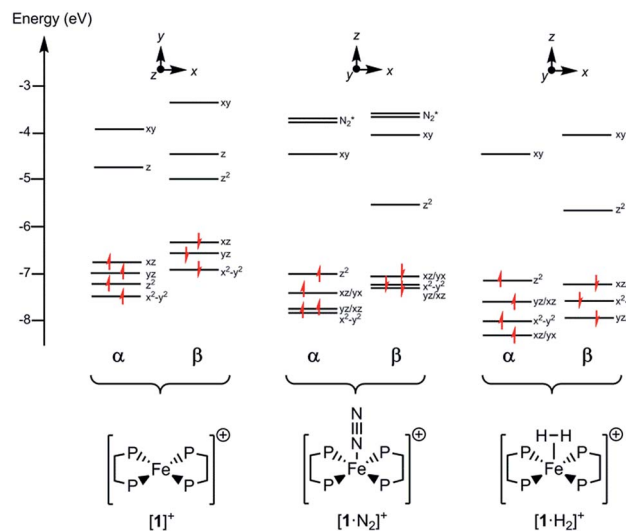 Energy (eV)
y
z
x
z
y
x
z
y
x
-3
-4
-5
-6
-7
-8
xy
z
xz
yz
z²
x²-y²
α
xy
z
z²
xz
yz
x²-y²
β
N₂*
xy
z²
xz/yx
yz/xz
x²-y²
α
N₂*
xy
z²
xz/yx
x²-y²
yz/xz
β
xy
z²
yz/xz
x²-y²
xz/yx
α
xy
z²
xz
x²
yz
β
P P
Fe
P P
⊕
[1]⁺
N
N
P P
Fe
P P
⊕
[1·N₂]⁺
H-H
P P
Fe
P P
⊕
[1·H₂]⁺